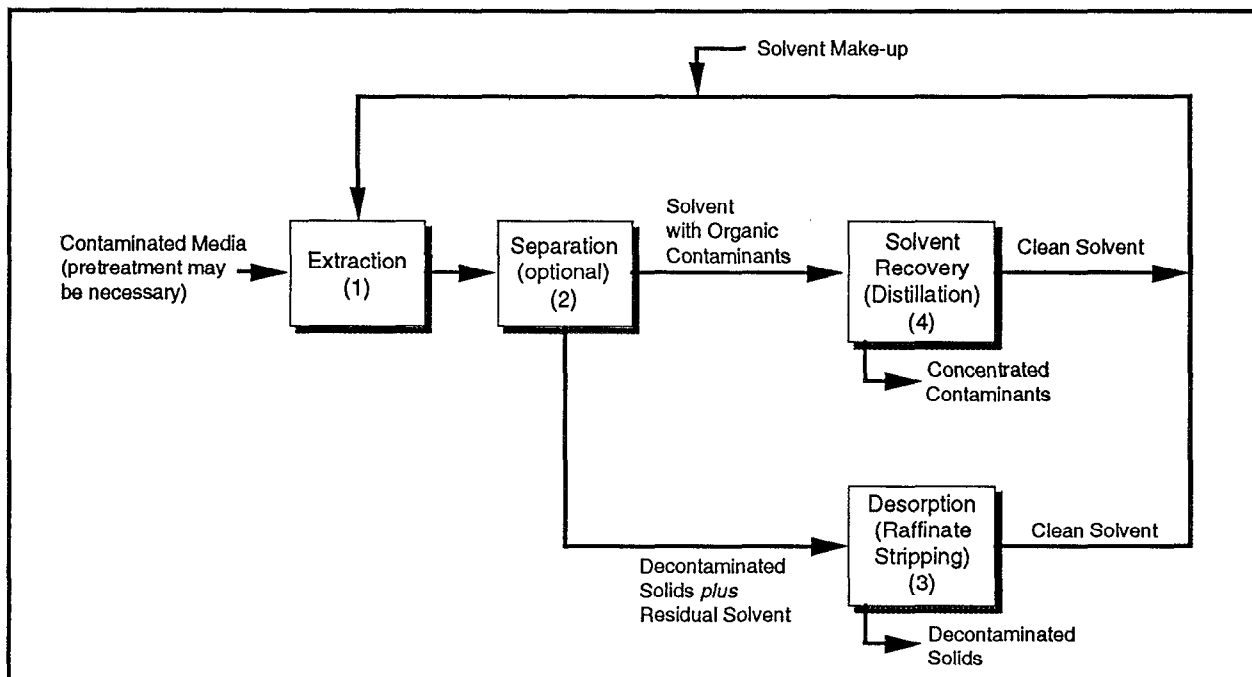 Solvent Make-up
Contaminated Media
(pretreatment may
be necessary)
Extraction
(1)
Separation
(optional)
(2)
Solvent
with Organic
Contaminants
Solvent
Recovery
(Distillation)
(4)
Clean Solvent
Concentrated
Contaminants
Decontaminated
Solids plus
Residual Solvent
Desorption
(Raffinate
Stripping)
(3)
Clean Solvent
Decontaminated
Solids